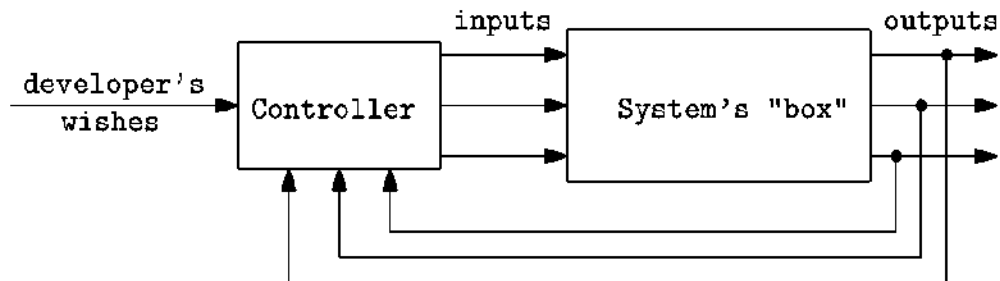 inputs
outputs
developer's
wishes
Controller
System's "box"